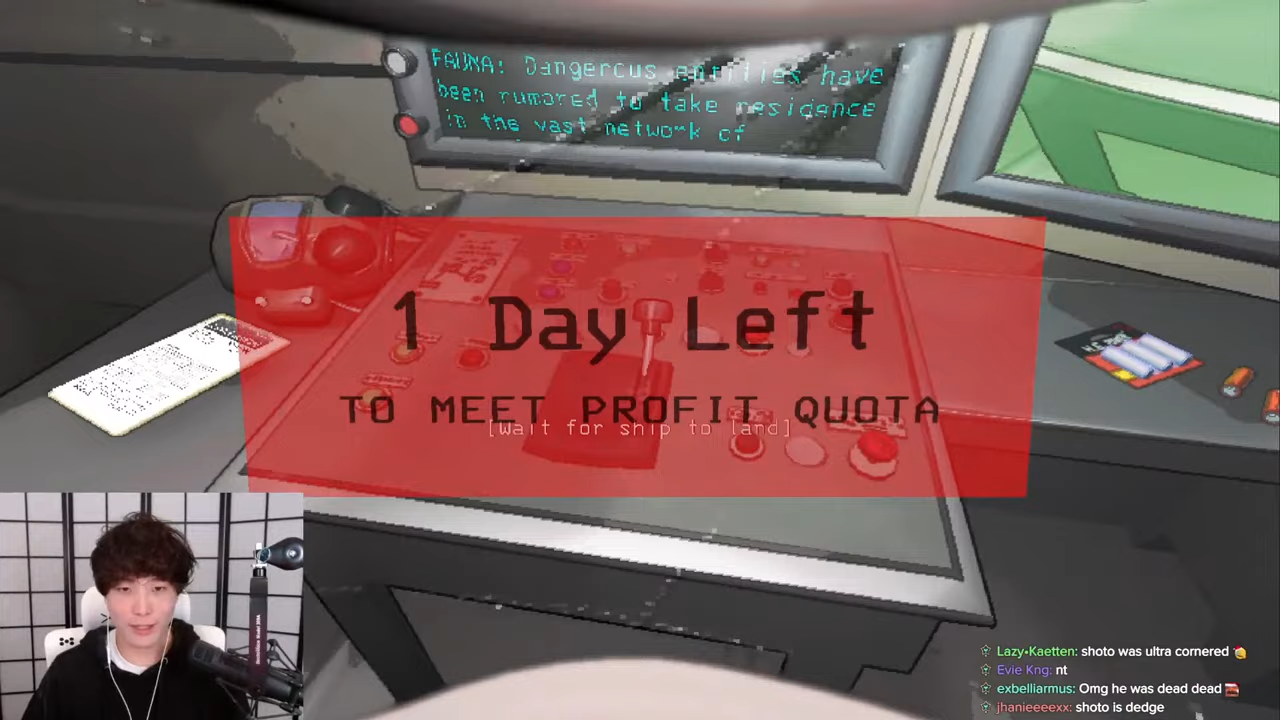 FAUNA: Dangercus entities have
been rumored to take residence
in the vast network of
1 Day Left
TO MEET PROFIT QUOTA
[Wait for ship to land]
Lazy•Kaetten: shoto was ultra cornered
Evie Kng: nt
exbelliarmus: Omg he was dead dead
jhanieeeexx: shoto is dedge